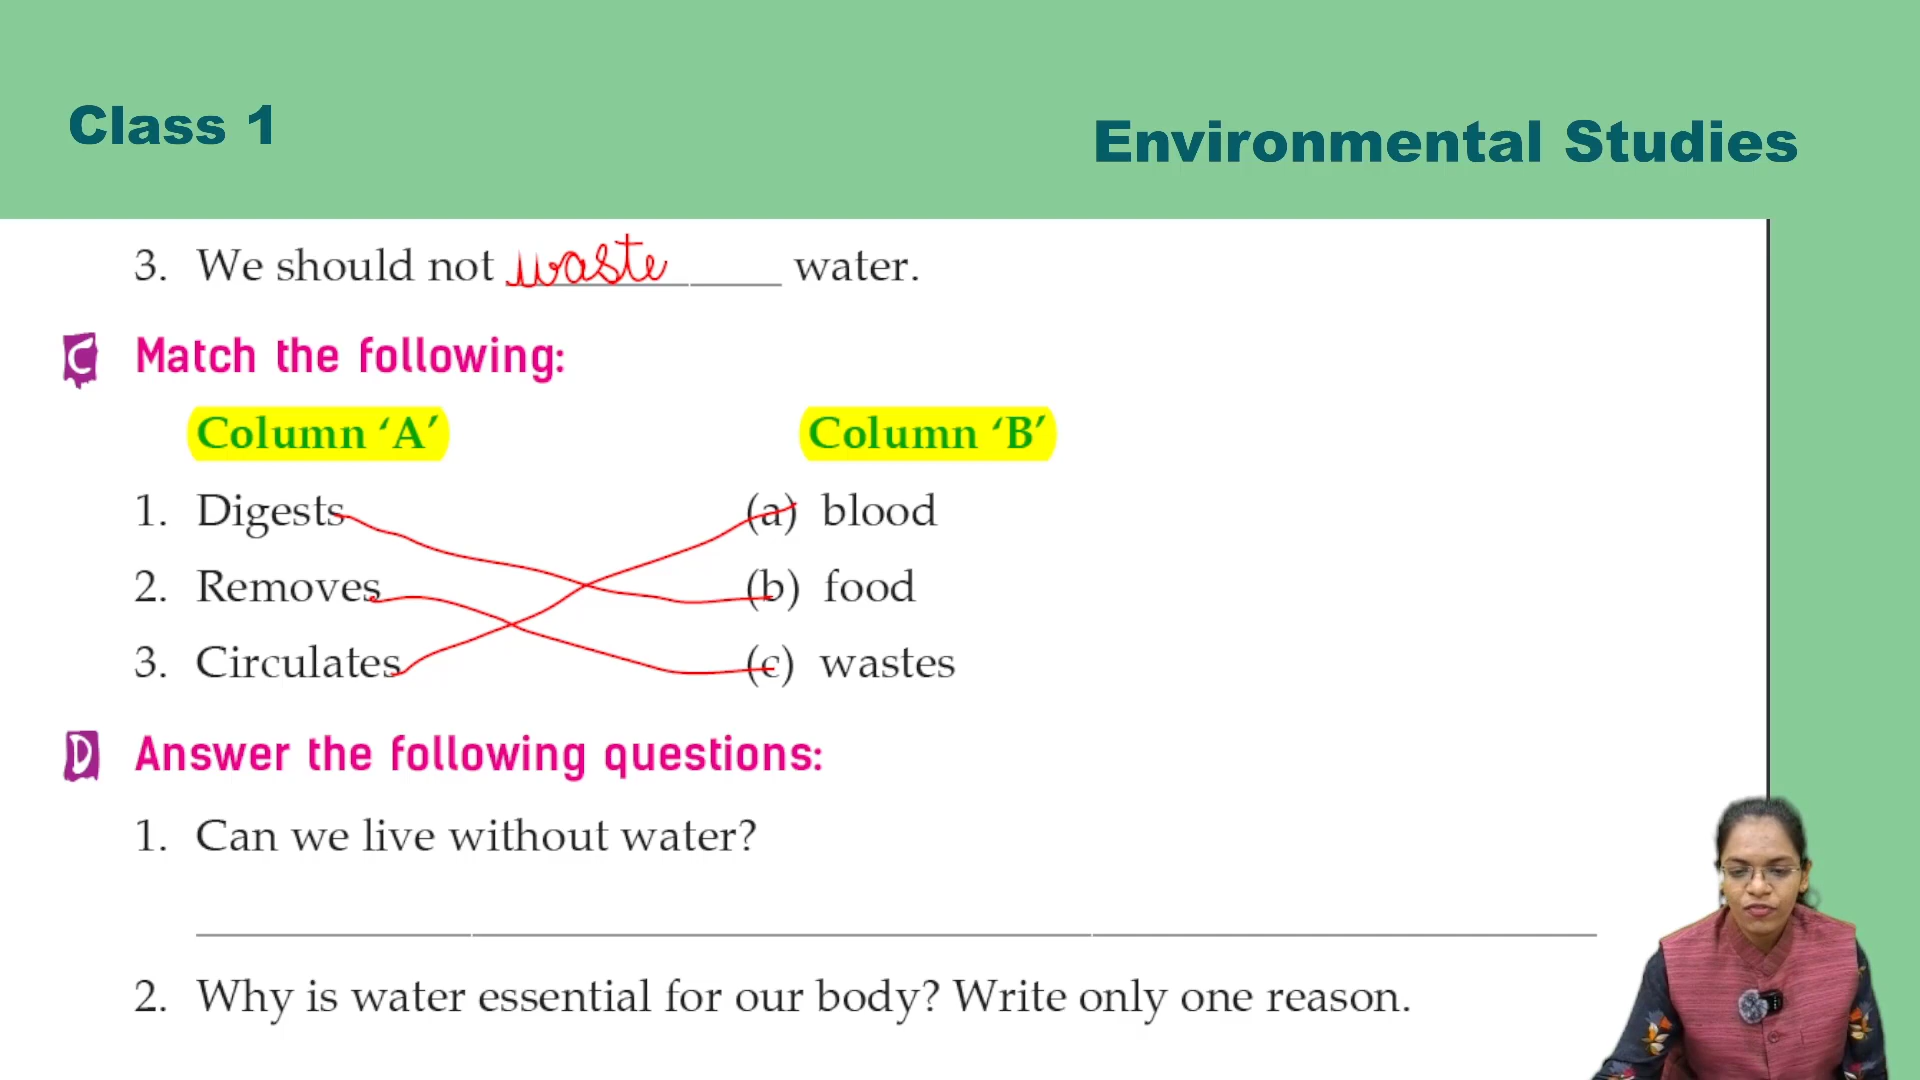 Class 1
Environmental Studies
3. We should not waste water.
C Match the following:
Column ‘A’ Column ‘B’
1. Digests (a) blood
2. Removes (b) food
3. Circulates (c) wastes
D Answer the following questions:
1. Can we live without water?
2. Why is water essential for our body? Write only one reason.